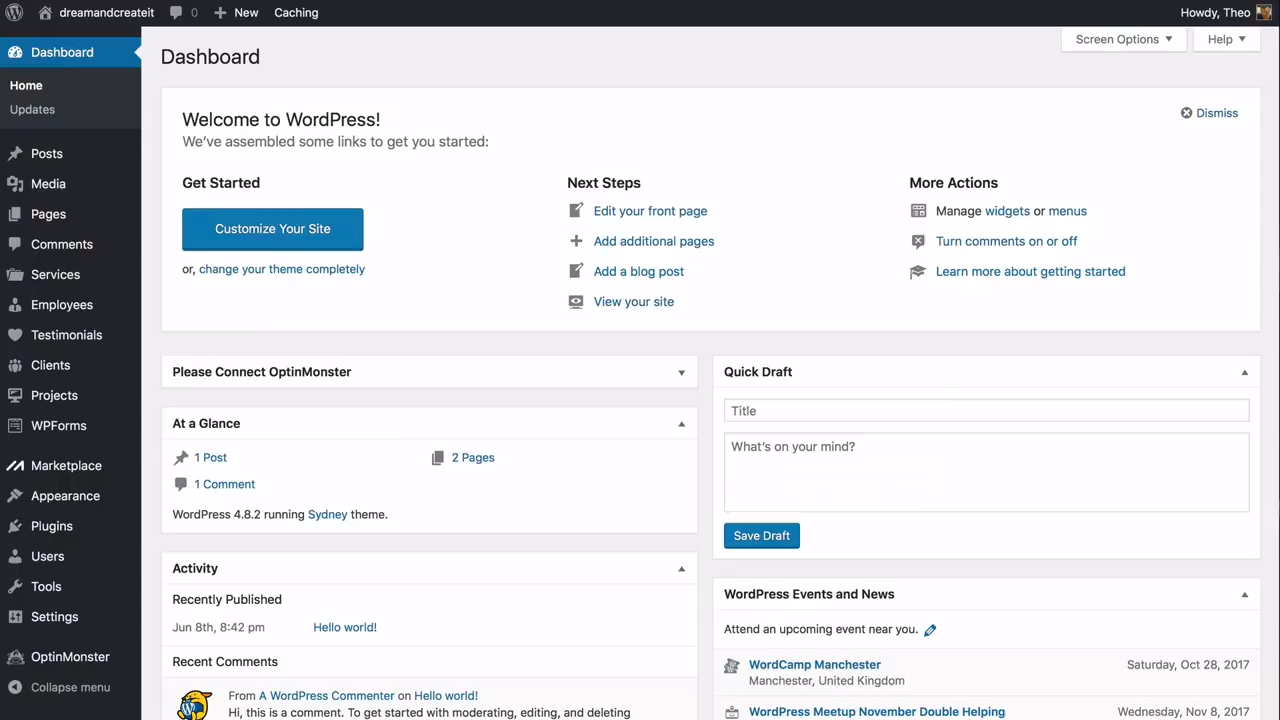 dreamandcreateit 0 New Caching Howdy, Theo
Dashboard
Home
Updates
Posts
Media
Pages
Comments
Services
Employees
Testimonials
Clients
Projects
WPForms
Marketplace
Appearance
Plugins
Users
Tools
Settings
OptinMonster
Collapse menu
Screen Options Help
Dashboard
Welcome to WordPress! Dismiss
We've assembled some links to get you started:
Get Started
Customize Your Site
or, change your theme completely
Next Steps
Edit your front page
Add additional pages
Add a blog post
View your site
More Actions
Manage widgets or menus
Turn comments on or off
Learn more about getting started
Please Connect OptinMonster
At a Glance
1 Post 2 Pages
1 Comment
WordPress 4.8.2 running Sydney theme.
Activity
Recently Published
Jun 8th, 8:42 pm Hello world!
Recent Comments
From A WordPress Commenter on Hello world!
Hi, this is a comment. To get started with moderating, editing, and deleting
Quick Draft
Title
What's on your mind?
Save Draft
WordPress Events and News
Attend an upcoming event near you.
WordCamp Manchester Saturday, Oct 28, 2017
Manchester, United Kingdom
WordPress Meetup November Double Helping Wednesday, Nov 8, 2017